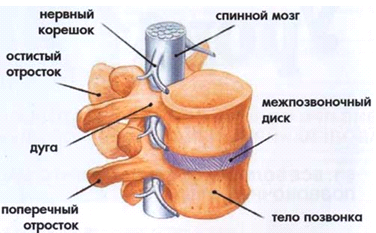 нервный
корешок
спинной мозг
остистый
отросток
межпозвоночный
диск
дуга
поперечный
отросток
тело позвонка